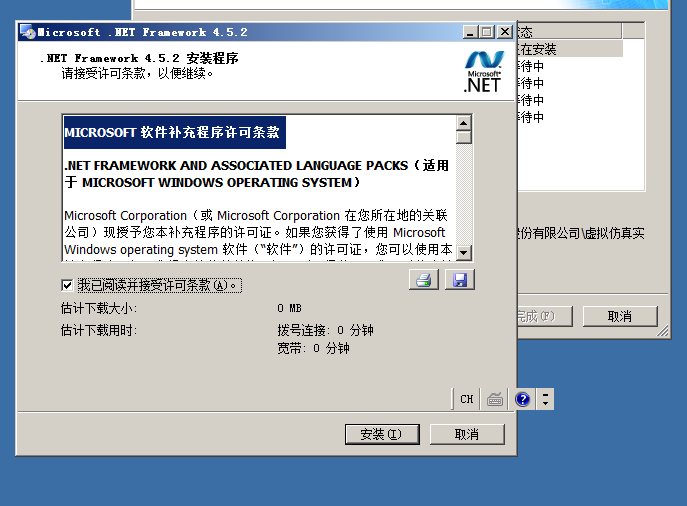 Microsoft .NET Framework 4.5.2
.NET Framework 4.5.2 安装程序
请接受许可条款，以便继续。
Microsoft®
.NET
MICROSOFT 软件补充程序许可条款
.NET FRAMEWORK AND ASSOCIATED LANGUAGE PACKS（适用
于 MICROSOFT WINDOWS OPERATING SYSTEM）
Microsoft Corporation（或 Microsoft Corporation 在您所在地的关联
公司）现授予您本补充程序的许可证。如果您获得了使用 Microsoft
Windows operating system 软件（“软件”）的许可证，您可以使用本
我已阅读并接受许可条款(A)。
估计下载大小: 0 MB
估计下载用时: 拨号连接: 0 分钟
宽带: 0 分钟
CH
安装(I) 取消
态
在安装
待中
待中
待中
待中
份有限公司\虚拟仿真实
完成(F) 取消